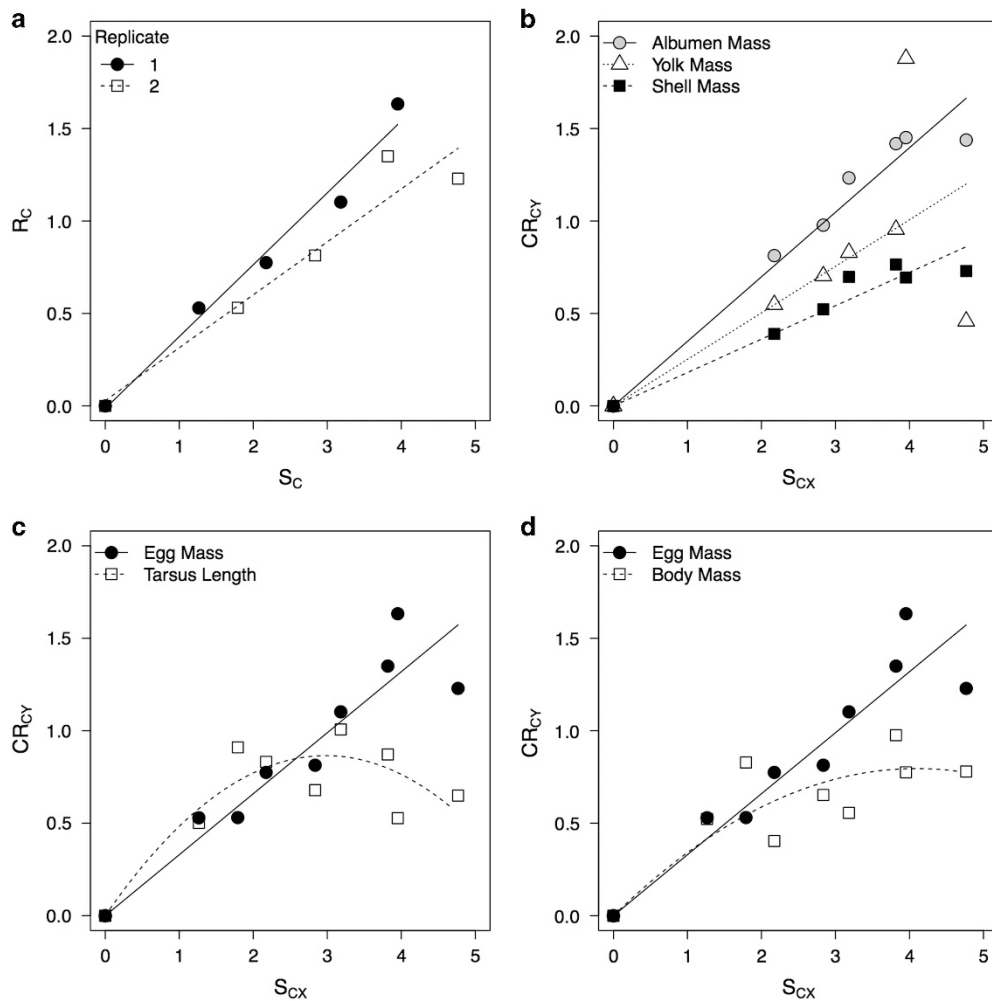 a
Replicate
1
2
2.0
1.5
1.0
0.5
0.0
R_C
0 1 2 3 4 5
S_C
b
Albumen Mass
Yolk Mass
Shell Mass
2.0
1.5
1.0
0.5
0.0
CR_CY
0 1 2 3 4 5
S_CX
c
Egg Mass
Tarsus Length
2.0
1.5
1.0
0.5
0.0
CR_CY
0 1 2 3 4 5
S_CX
d
Egg Mass
Body Mass
2.0
1.5
1.0
0.5
0.0
CR_CY
0 1 2 3 4 5
S_CX